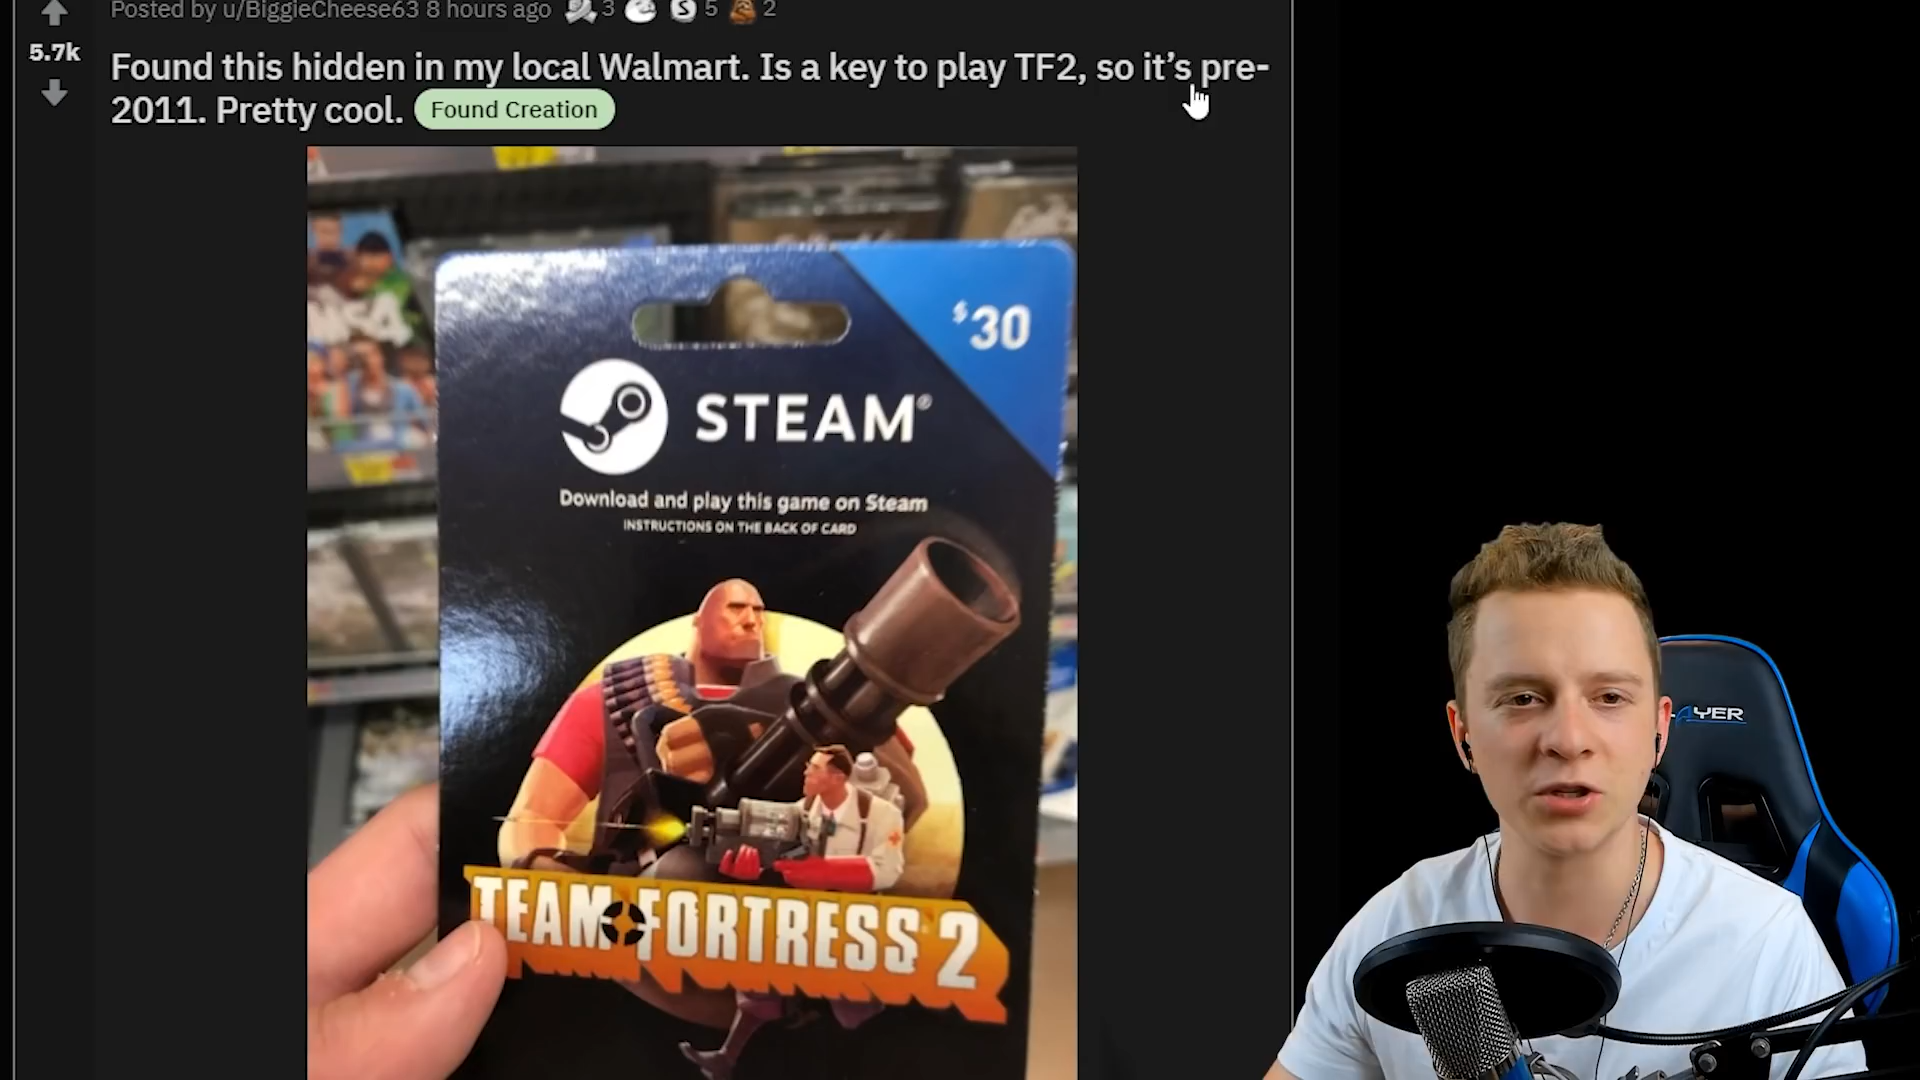 Posted by u/BiggieCheese63 8 hours ago 3 5 2
5.7k
Found this hidden in my local Walmart. Is a key to play TF2, so it's pre-
2011. Pretty cool. Found Creation
$30
STEAM®
Download and play this game on Steam
INSTRUCTIONS ON THE BACK OF CARD
TEAM FORTRESS 2